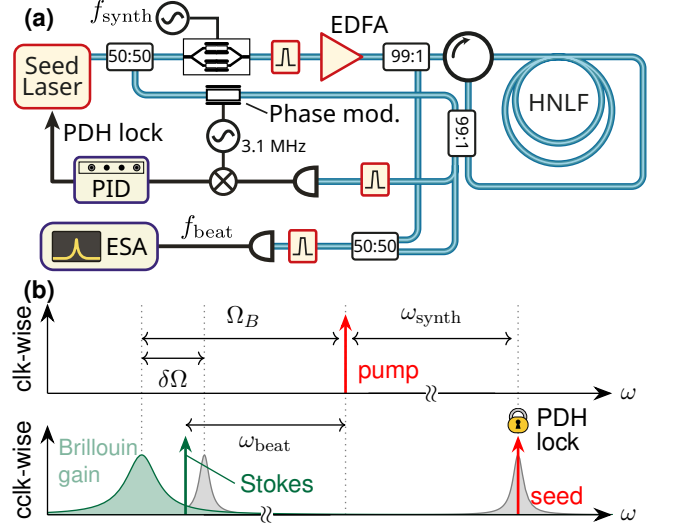 (a)
f_synth
EDFA
50:50
99:1
Seed
Laser
HNLF
Phase mod.
99:1
PDH lock
3.1 MHz
PID
f_beat
ESA
50:50
(b)
clk-wise
Ω_B
ω_synth
δΩ
pump
ω
cclk-wise
Brillouin
gain
ω_beat
Stokes
PDH
lock
seed
ω